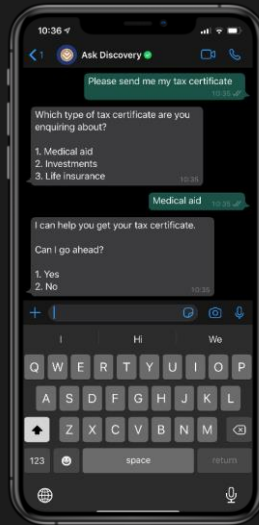 10:36
1
Ask Discovery
Please send me my tax certificate
10:35
Which type of tax certificate are you
enquiring about?
1. Medical aid
2. Investments
3. Life insurance
10:35
Medical aid
10:35
I can help you get your tax certificate.
Can I go ahead?
1. Yes
2. No
10:35
I Hi We
Q W E R T Y U I O P
A S D F G H J K L
Z X C V B N M
123 space return